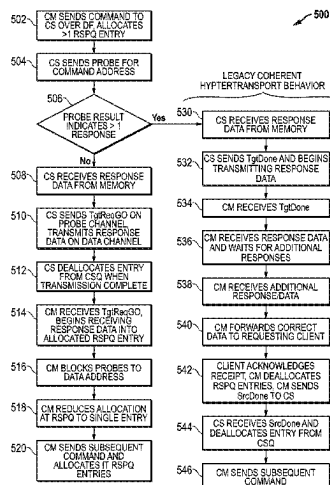 500
502
CM SENDS COMMAND TO
CS OVER DF, ALLOCATES
>1 RSPQ ENTRY
504
CS SENDS PROBE FOR
COMMAND ADDRESS
506
PROBE RESULT
INDICATES > 1
RESPONSE
Yes
No
508
CS RECEIVES RESPONSE
DATA FROM MEMORY
510
CS SENDS TgtReqGO ON
PROBE CHANNEL,
TRANSMITS RESPONSE
DATA ON DATA CHANNEL
512
CS DEALLOCATES ENTRY
FROM CSQ WHEN
TRANSMISSION COMPLETE
514
CM RECEIVES TgtReqGO,
BEGINS RECEIVING
RESPONSE DATA INTO
ALLOCATED RSPQ ENTRY
516
CM BLOCKS PROBES TO
DATA ADDRESS
518
CM REDUCES ALLOCATION
AT RSPQ TO SINGLE ENTRY
520
CM SENDS SUBSEQUENT
COMMAND AND
ALLOCATES IT RSPQ
ENTRIES
LEGACY COHERENT
HYPTERTRANSPORT BEHAVIOR
530
CS RECEIVES RESPONSE
DATA FROM MEMORY
532
CS SENDS TgtDone AND BEGINS
TRANSMITTING RESPONSE
DATA
534
CM RECEIVES TgtDone
536
CM RECEIVES RESPONSE DATA
AND WAITS FOR ADDITIONAL
RESPONSES
538
CM RECEIVES ADDITIONAL
RESPONSE/DATA
540
CM FORWARDS CORRECT
DATA TO REQUESTING CLIENT
542
CLIENT ACKNOWLEDGES
RECEIPT, CM DEALLOCATES
RSPQ ENTRIES, CM SENDS
SrcDone TO CS
544
CS RECEIVES SrcDone AND
DEALLOCATES ENTRY FROM
CSQ
546
CM SENDS SUBSEQUENT
COMMAND